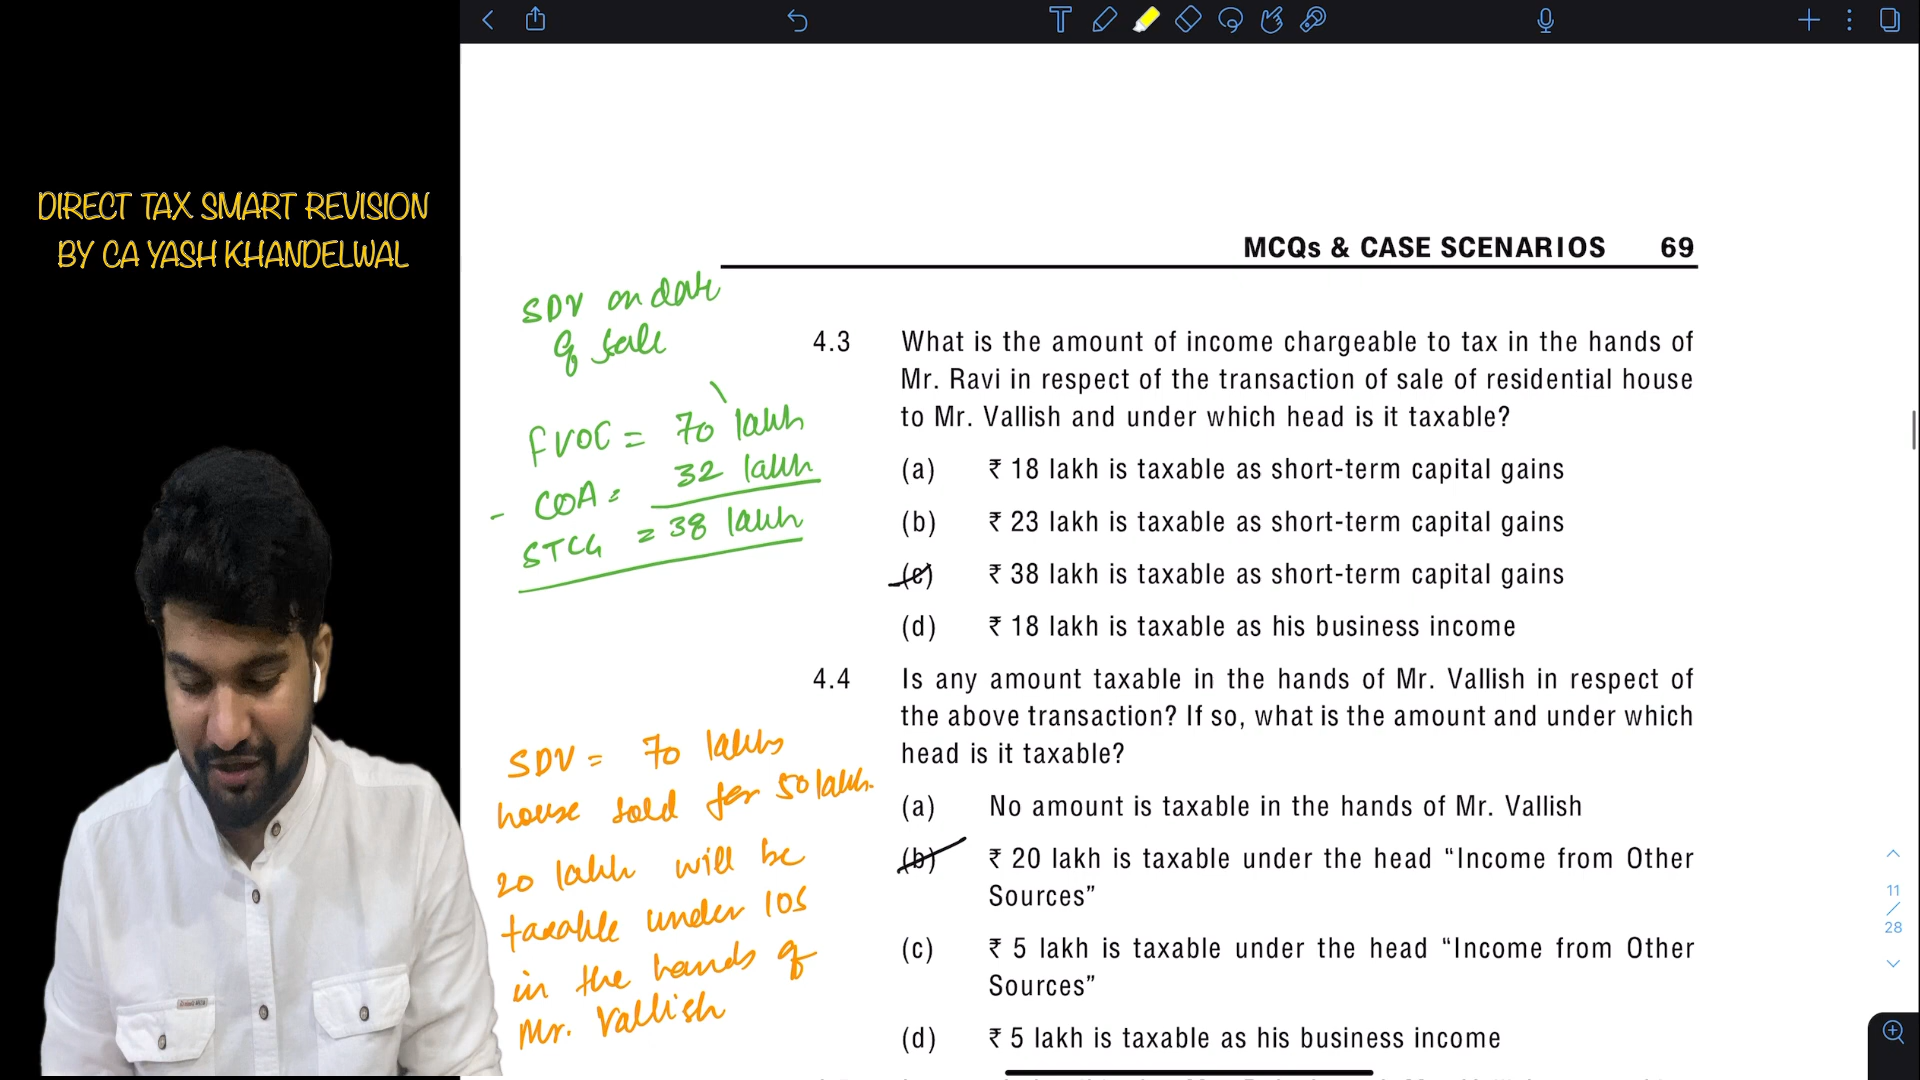 DIRECT TAX SMART REVISION
BY CA YASH KHANDELWAL
MCQs & CASE SCENARIOS 69
SDV on date
of sale
FVOC = 70 lakh
- COA = 32 lakh
STCG = 38 lakh
4.3 What is the amount of income chargeable to tax in the hands of
Mr. Ravi in respect of the transaction of sale of residential house
to Mr. Vallish and under which head is it taxable?
(a) ₹ 18 lakh is taxable as short-term capital gains
(b) ₹ 23 lakh is taxable as short-term capital gains
(c) ₹ 38 lakh is taxable as short-term capital gains
(d) ₹ 18 lakh is taxable as his business income
4.4 Is any amount taxable in the hands of Mr. Vallish in respect of
the above transaction? If so, what is the amount and under which
head is it taxable?
SDV = 70 lakhs
house sold for 50 lakh.
20 lakh will be
taxable under IOS
in the hands of
Mr. Vallish
(a) No amount is taxable in the hands of Mr. Vallish
(b) ₹ 20 lakh is taxable under the head “Income from Other
Sources”
(c) ₹ 5 lakh is taxable under the head “Income from Other
Sources”
(d) ₹ 5 lakh is taxable as his business income
11
/
28